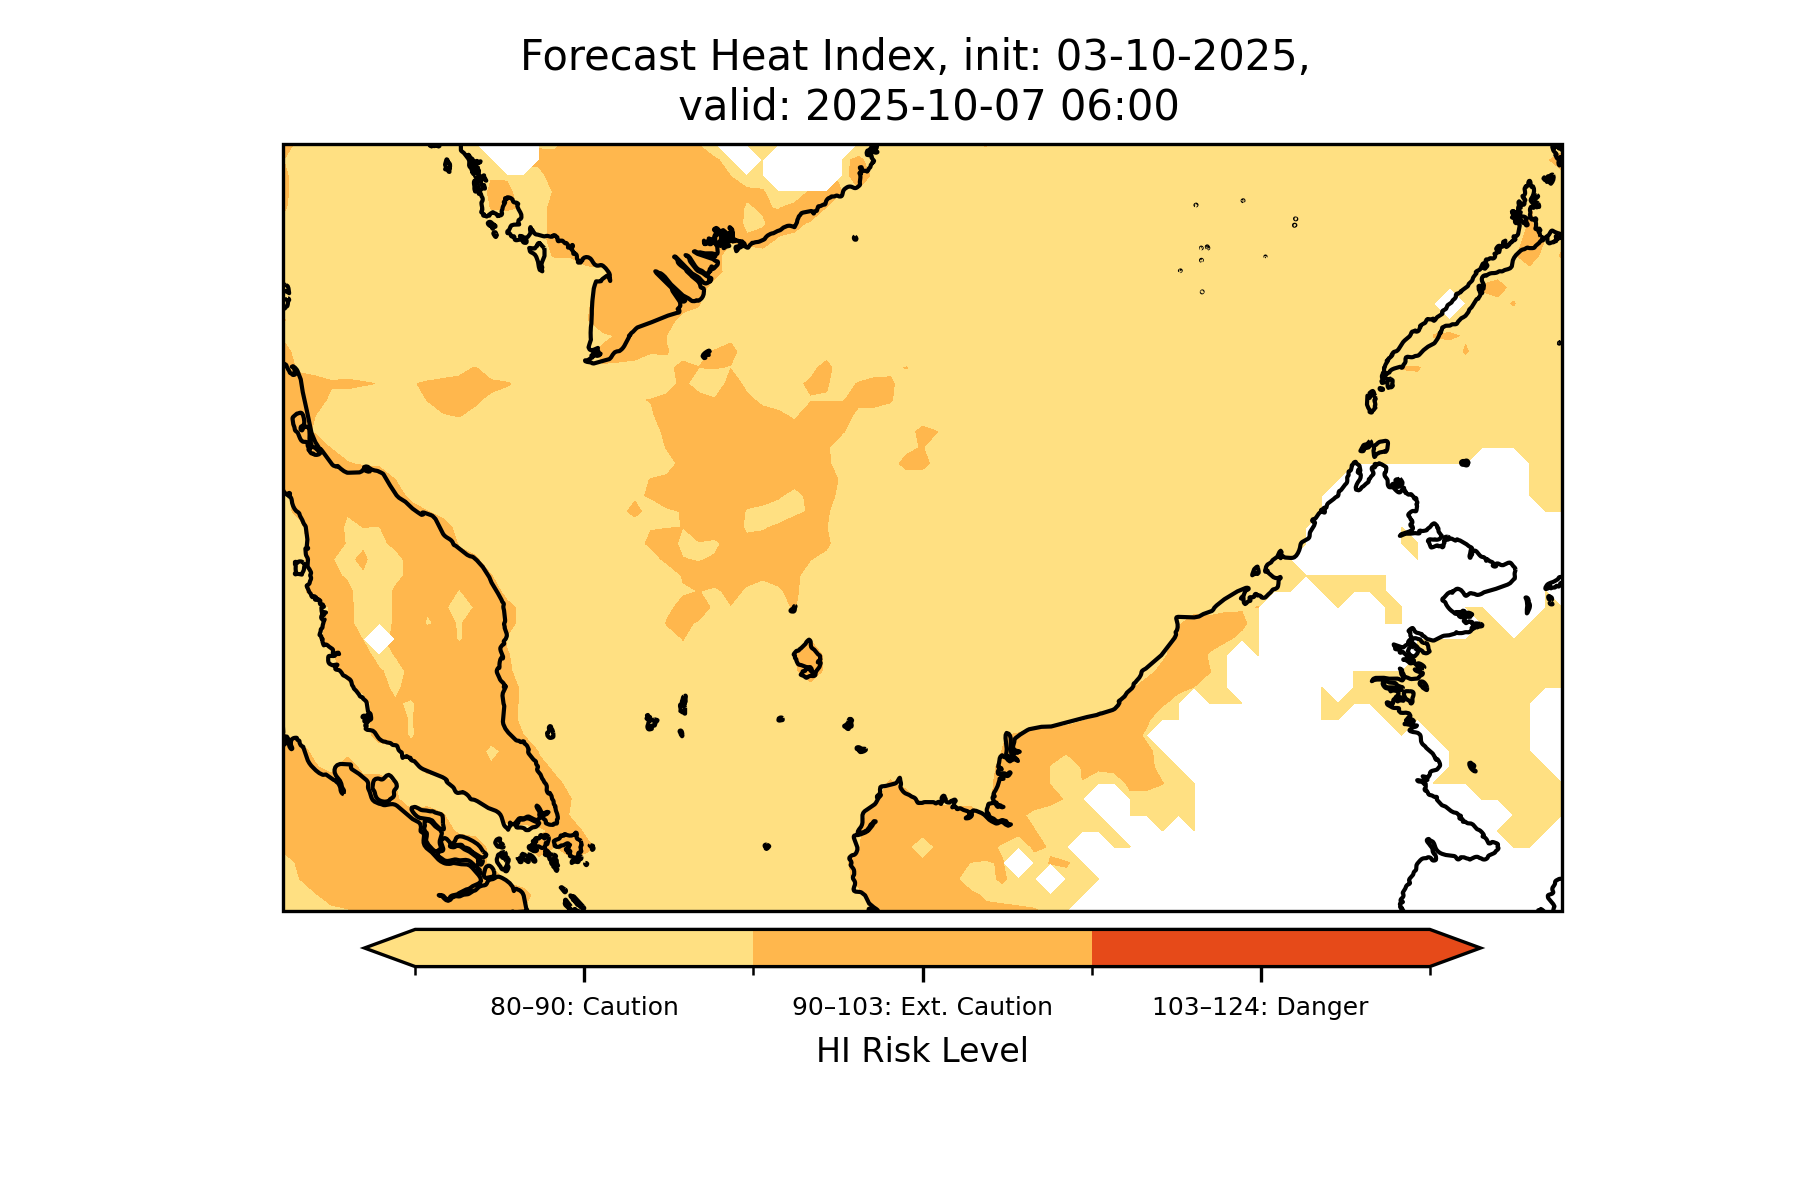 Forecast Heat Index, init: 03-10-2025,
valid: 2025-10-07 06:00
80–90: Caution
90–103: Ext. Caution
103–124: Danger
HI Risk Level